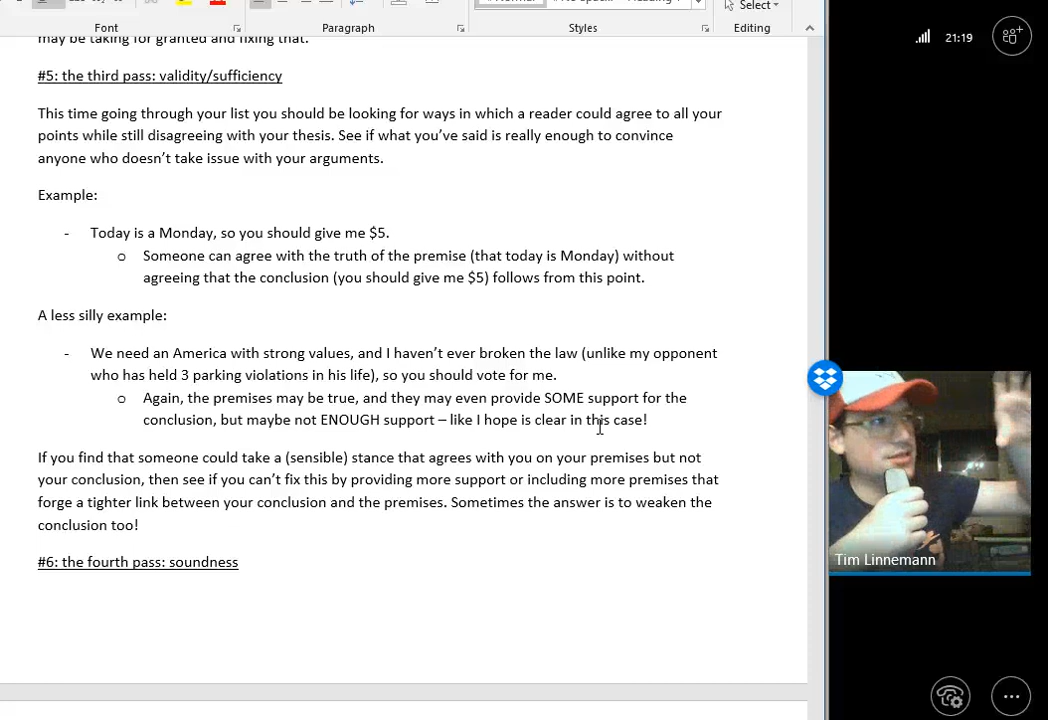 Font
Paragraph
Styles
Editing
Select
21:19
may be taking for granted and fixing that.
#5: the third pass: validity/sufficiency
This time going through your list you should be looking for ways in which a reader could agree to all your
points while still disagreeing with your thesis. See if what you’ve said is really enough to convince
anyone who doesn’t take issue with your arguments.
Example:
- Today is a Monday, so you should give me $5.
o Someone can agree with the truth of the premise (that today is Monday) without
agreeing that the conclusion (you should give me $5) follows from this point.
A less silly example:
- We need an America with strong values, and I haven’t ever broken the law (unlike my opponent
who has held 3 parking violations in his life), so you should vote for me.
o Again, the premises may be true, and they may even provide SOME support for the
conclusion, but maybe not ENOUGH support – like I hope is clear in this case!
If you find that someone could take a (sensible) stance that agrees with you on your premises but not
your conclusion, then see if you can’t fix this by providing more support or including more premises that
forge a tighter link between your conclusion and the premises. Sometimes the answer is to weaken the
conclusion too!
#6: the fourth pass: soundness
Tim Linnemann